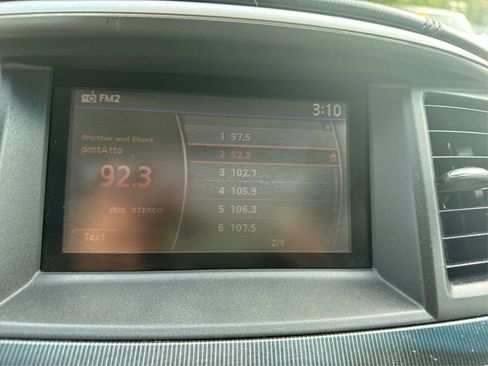 FM2
3:10
Rhythm and Blues
dentAtto
92.3
RDS STEREO
Text
1 97.5
2 92.3
3 102.7
4 105.9
5 106.3
6 107.5
2/6